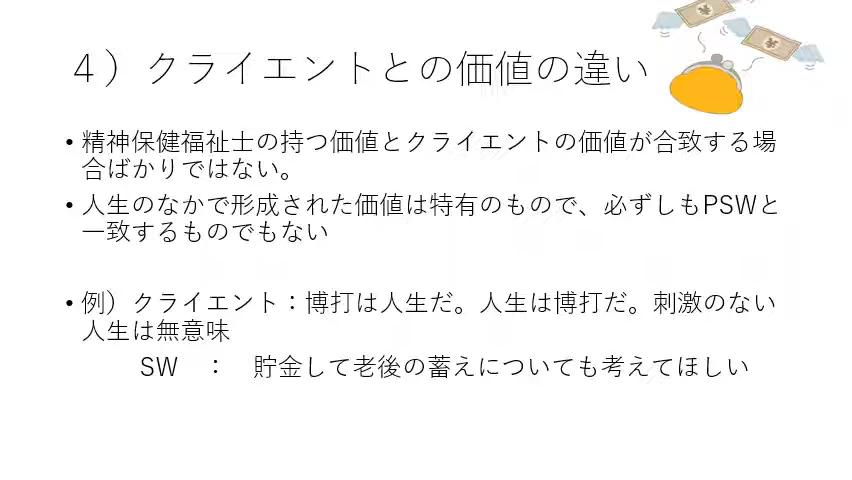 ４）クライエントとの価値の違い
• 精神保健福祉士の持つ価値とクライエントの価値が合致する場
合ばかりではない。
• 人生のなかで形成された価値は特有のもので、必ずしもPSWと
一致するものでもない
• 例）クライエント：博打は人生だ。人生は博打だ。刺激のない
人生は無意味
SW　：　貯金して老後の蓄えについても考えてほしい